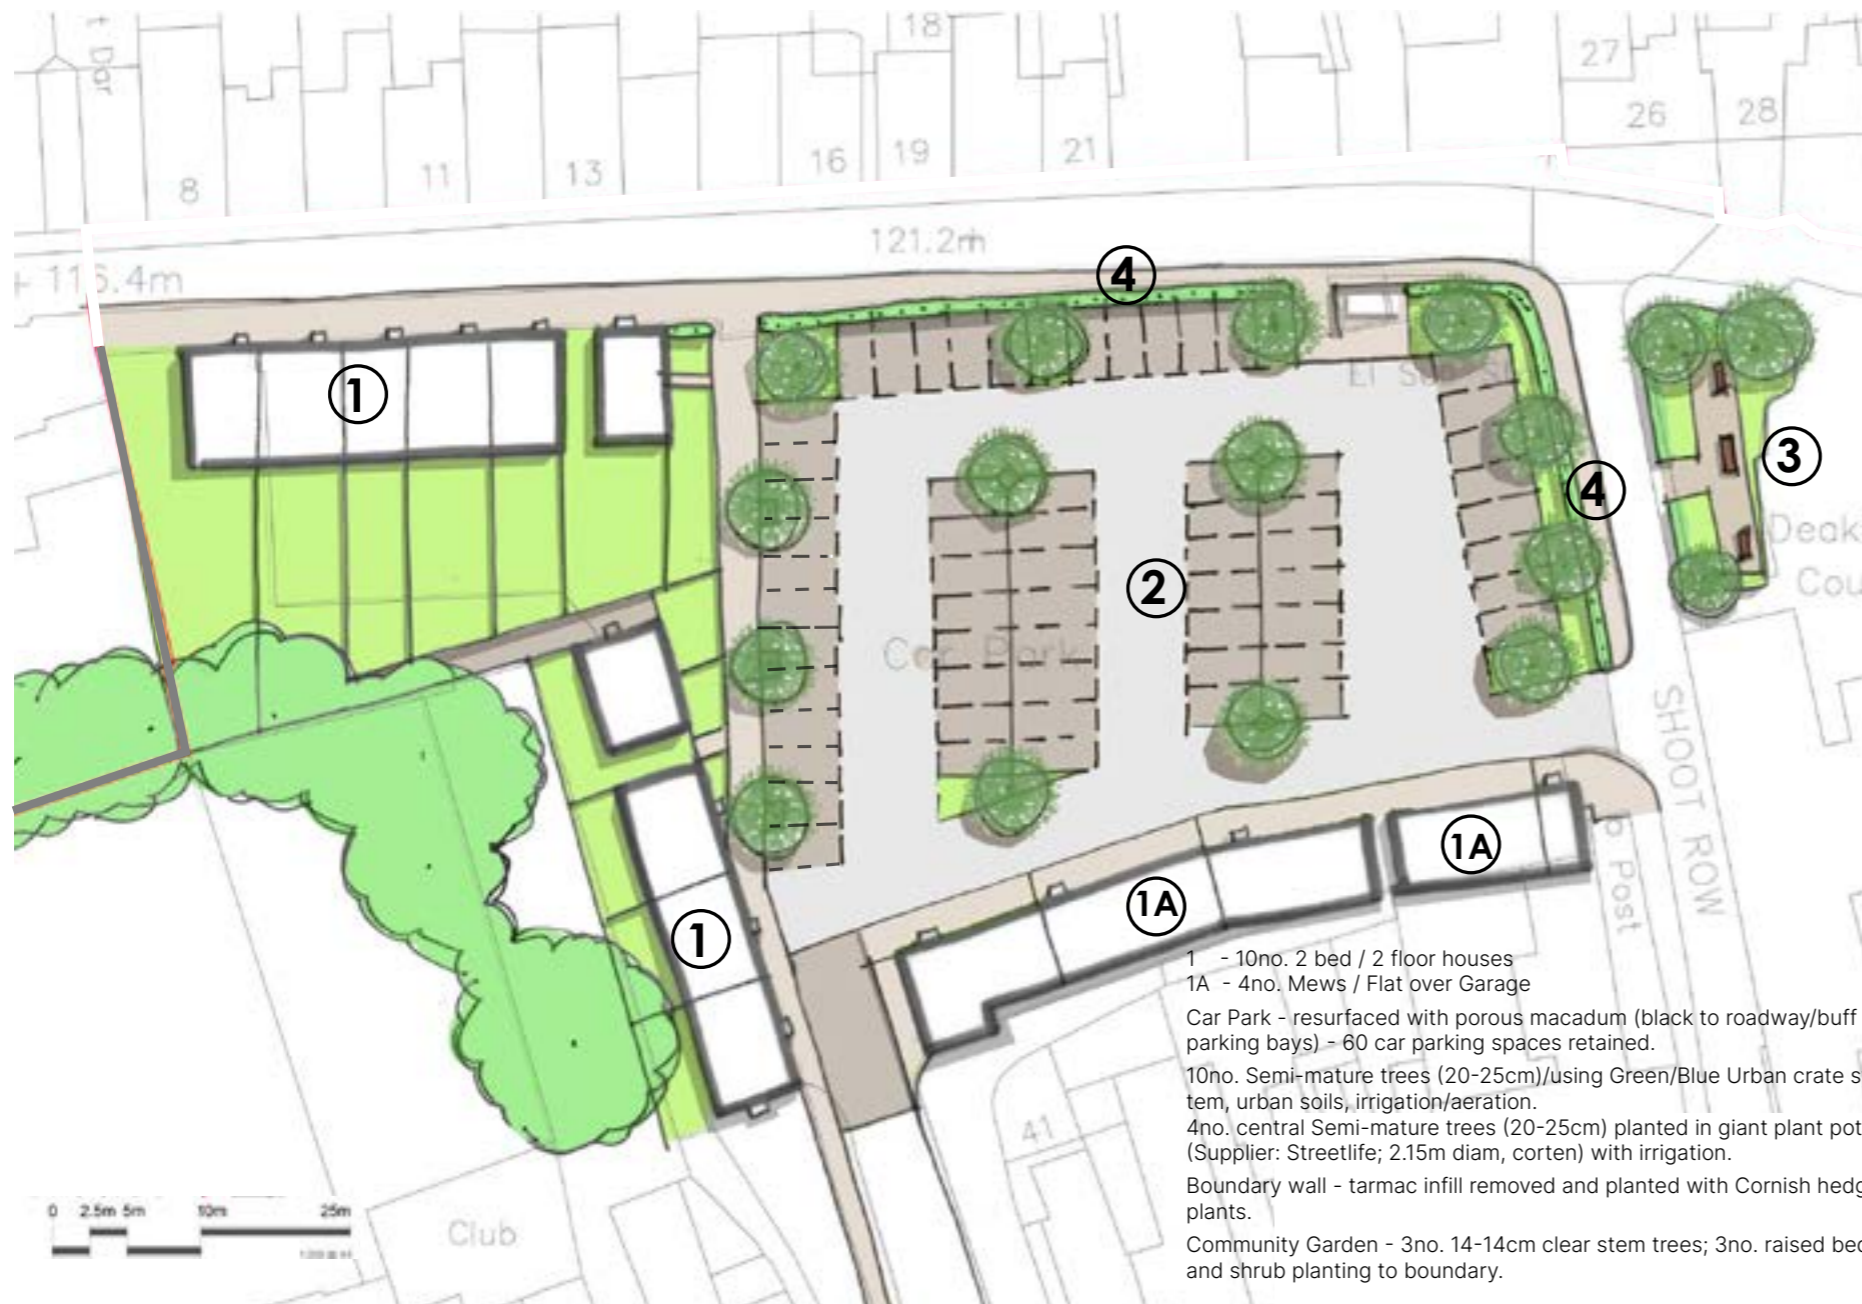 18
27
26
28
16
19
21
8
11
13
121.2m
116.4m
4
1
3
4
Deak
Cou
2
Car Park
SHOOT ROW
1A
1A
Post
1
1 - 10no. 2 bed / 2 floor houses
1A - 4no. Mews / Flat over Garage
Car Park - resurfaced with porous macadum (black to roadway/buff
parking bays) - 60 car parking spaces retained.
10no. Semi-mature trees (20-25cm)/using Green/Blue Urban crate s
tem, urban soils, irrigation/aeration.
4no. central Semi-mature trees (20-25cm) planted in giant plant pot
(Supplier: Streetlife; 2.15m diam, corten) with irrigation.
Boundary wall - tarmac infill removed and planted with Cornish hedg
plants.
Community Garden - 3no. 14-14cm clear stem trees; 3no. raised bed
and shrub planting to boundary.
41
Club
0 2.5m 5m 10m 25m